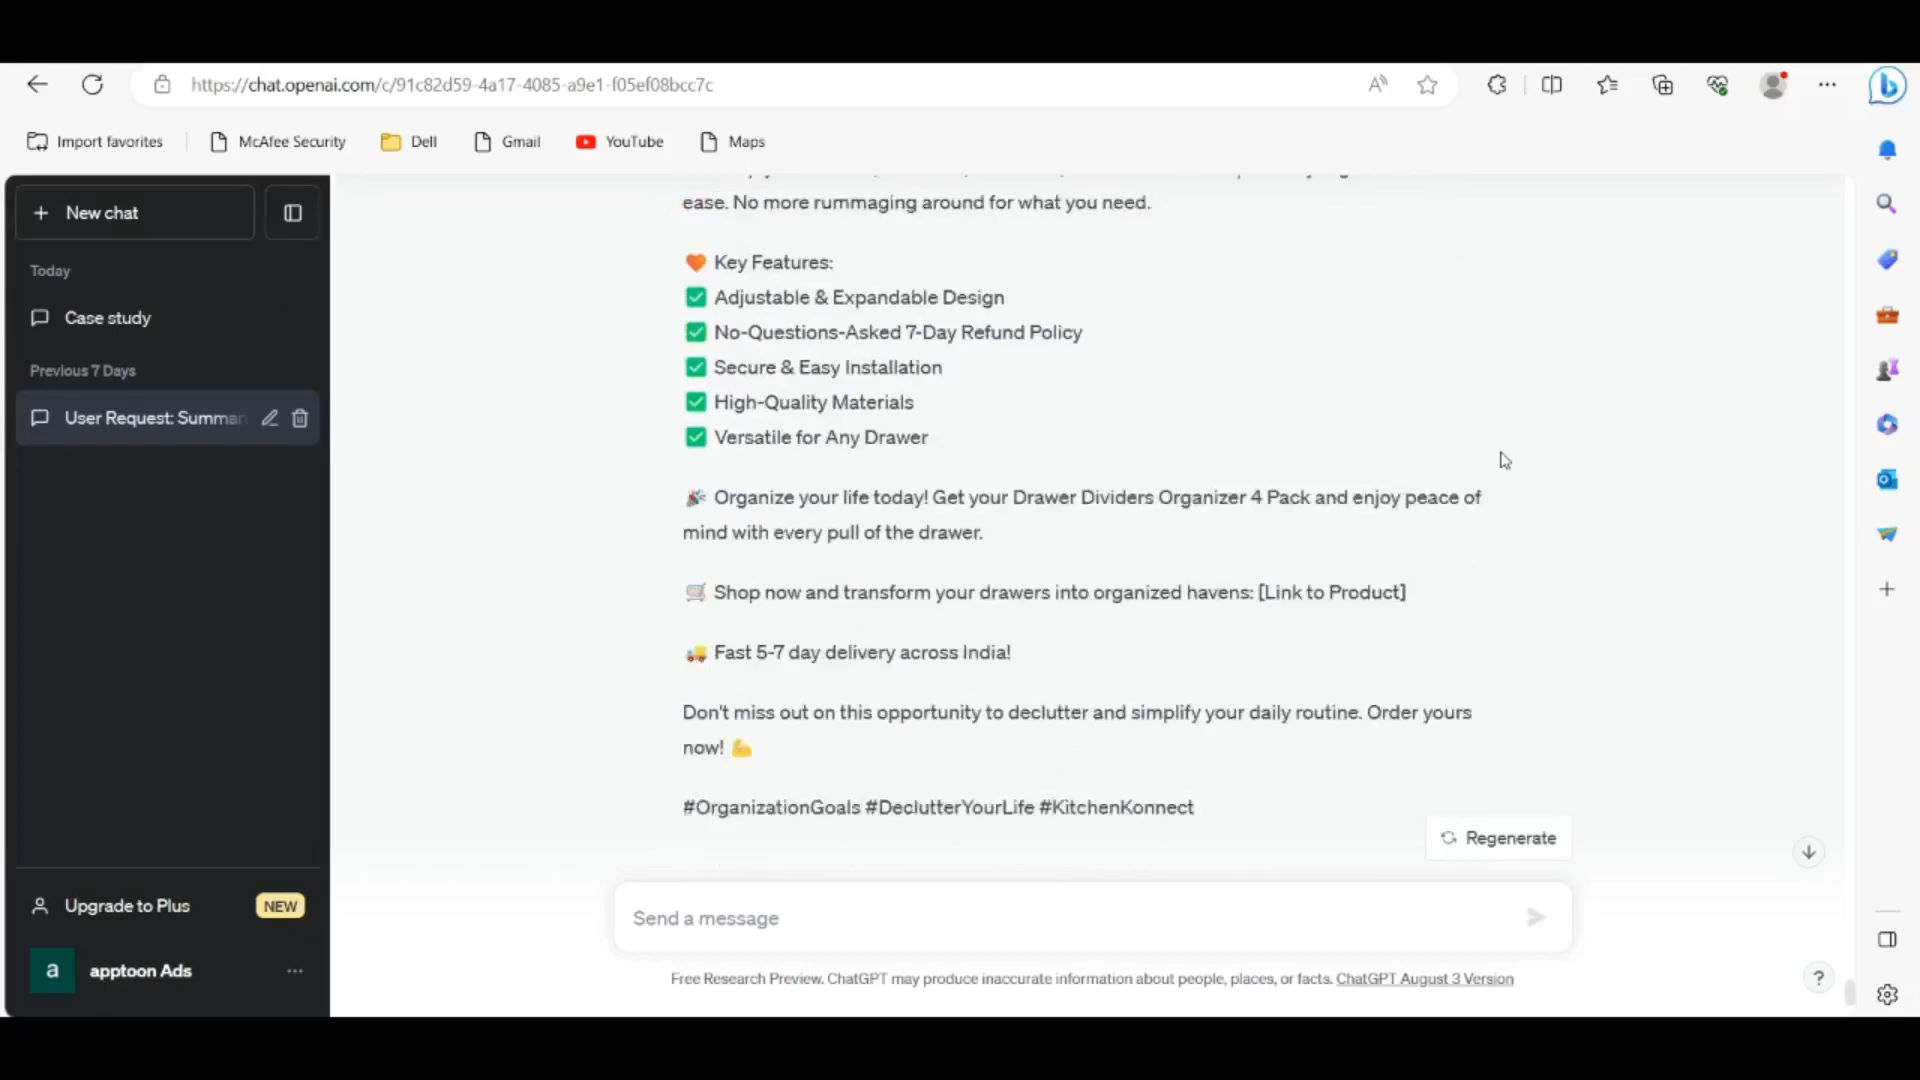 https://chat.openai.com/c/91c82d59-4a17-4085-a9e1-f05ef08bcc7c
Import favorites
McAfee Security
Dell
Gmail
YouTube
Maps
New chat
Today
Case study
Previous 7 Days
User Request: Summar
Upgrade to Plus
NEW
a
apptoon Ads
ease. No more rummaging around for what you need.
🧡 Key Features:
✅ Adjustable & Expandable Design
✅ No-Questions-Asked 7-Day Refund Policy
✅ Secure & Easy Installation
✅ High-Quality Materials
✅ Versatile for Any Drawer
🎉 Organize your life today! Get your Drawer Dividers Organizer 4 Pack and enjoy peace of
mind with every pull of the drawer.
🛒 Shop now and transform your drawers into organized havens: [Link to Product]
🚚 Fast 5-7 day delivery across India!
Don't miss out on this opportunity to declutter and simplify your daily routine. Order yours
now! 💪
#OrganizationGoals #DeclutterYourLife #KitchenKonnect
Regenerate
Send a message
Free Research Preview. ChatGPT may produce inaccurate information about people, places, or facts. ChatGPT August 3 Version
?